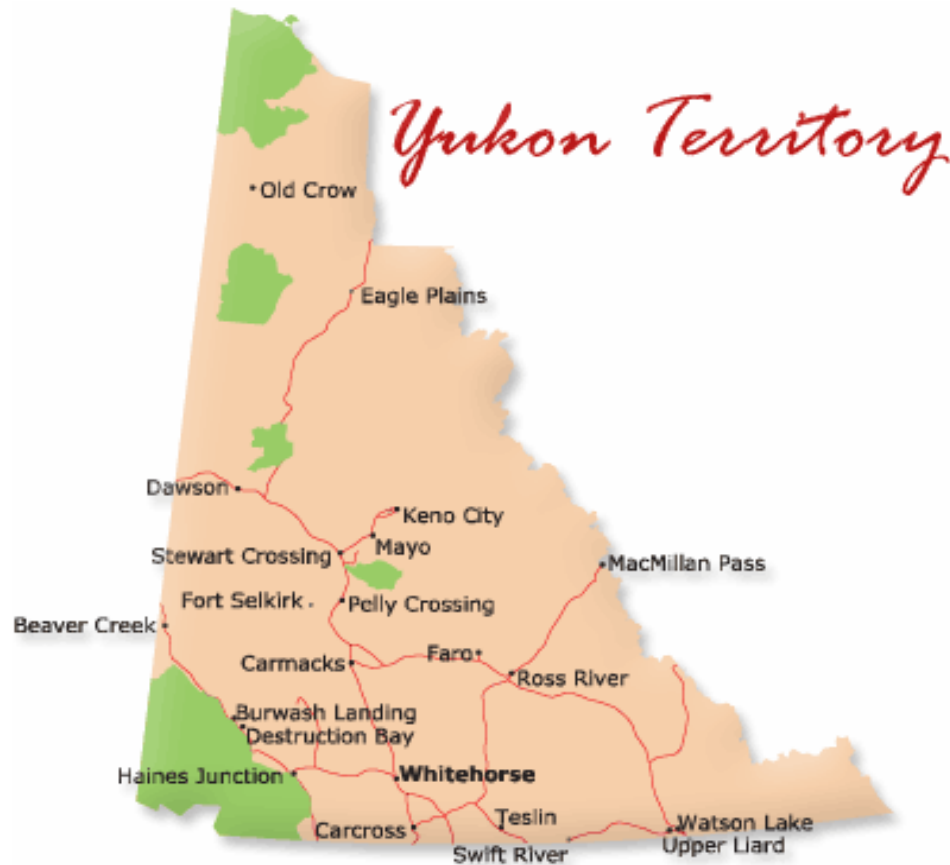 Yukon Territory
Old Crow
Eagle Plains
Dawson
Keno City
Mayo
Stewart Crossing
MacMillan Pass
Fort Selkirk
Pelly Crossing
Beaver Creek
Faro
Carmacks
Ross River
Burwash Landing
Destruction Bay
Haines Junction
Whitehorse
Teslin
Carcross
Watson Lake
Upper Liard
Swift River